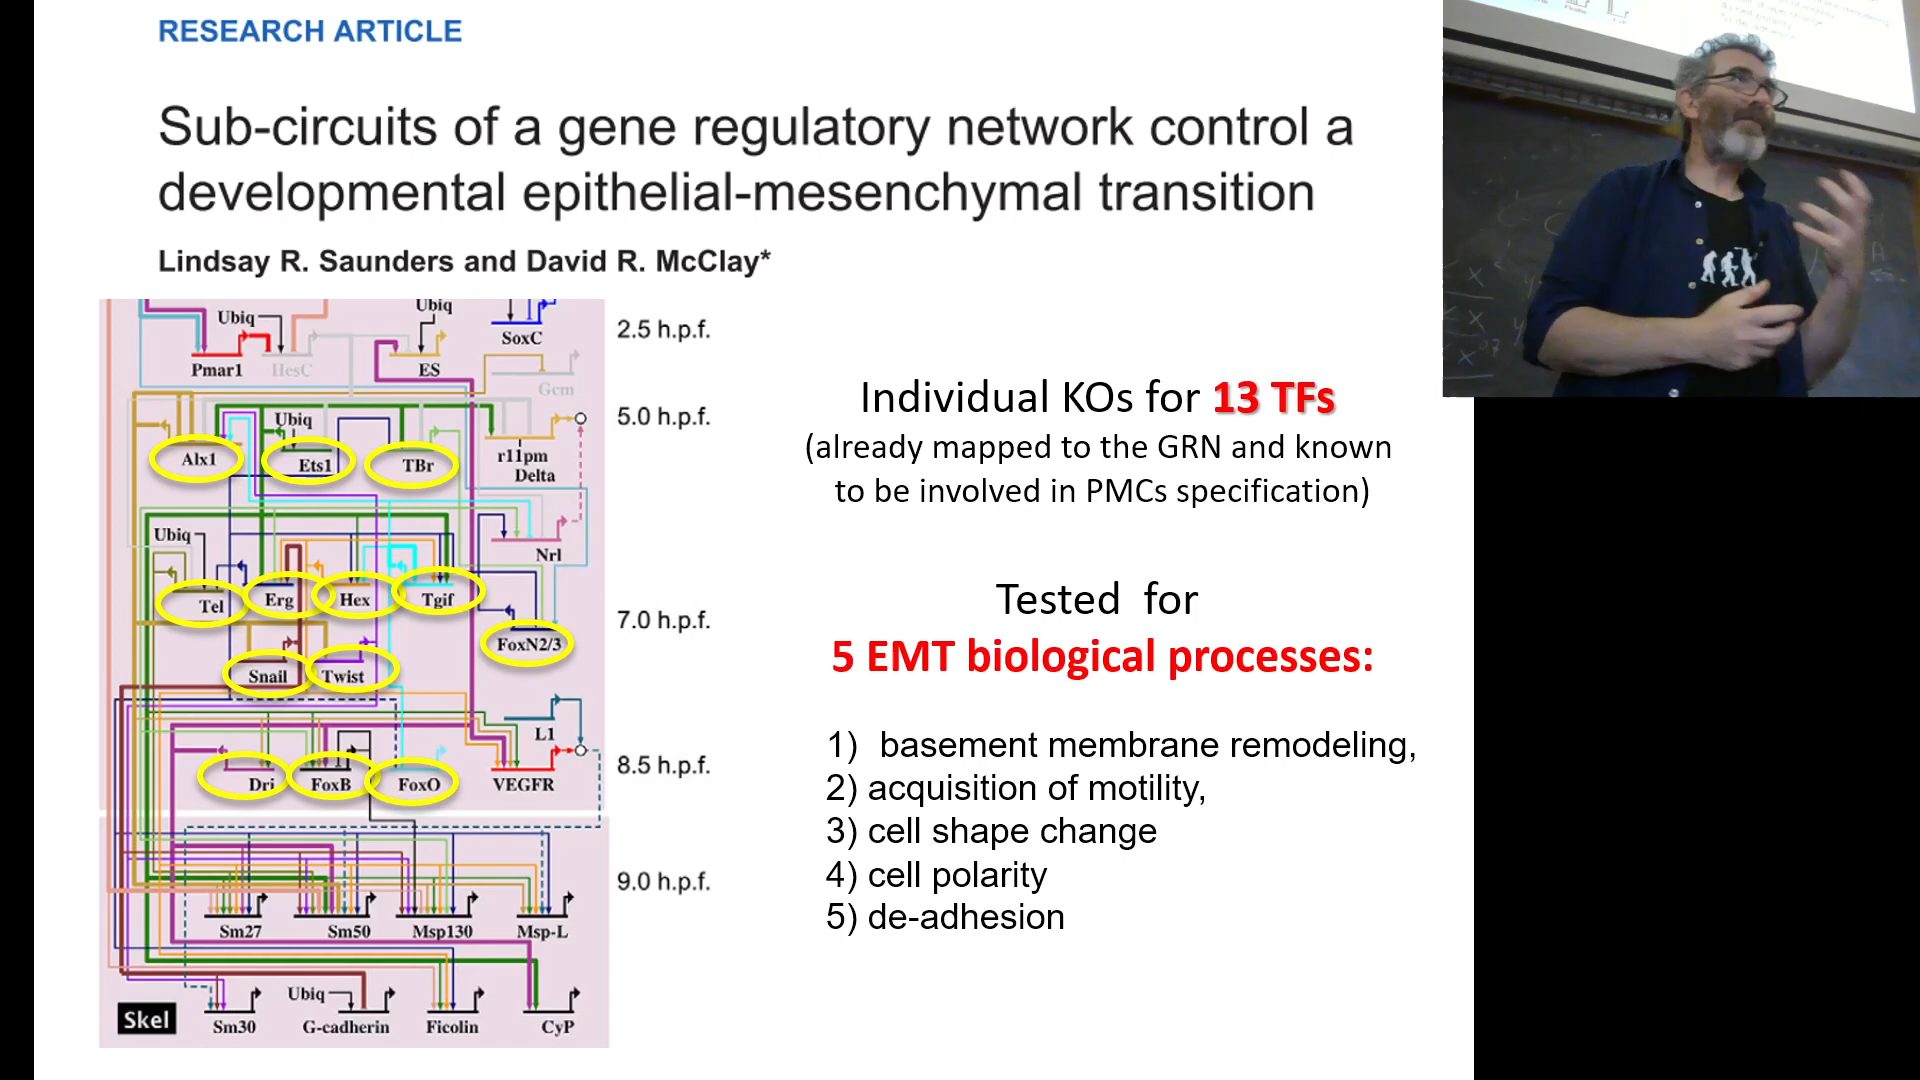 RESEARCH ARTICLE
Sub-circuits of a gene regulatory network control a
developmental epithelial-mesenchymal transition
Lindsay R. Saunders and David R. McClay*
Ubiq
Ubiq
SoxC
2.5 h.p.f.
Pmar1
HesC
ES
Gcm
5.0 h.p.f.
Ubiq
Alx1
Ets1
TBr
r11pm
Delta
Ubiq
Nrl
Tel
Erg
Hex
Tgif
7.0 h.p.f.
FoxN2/3
Snail
Twist
L1
8.5 h.p.f.
Dri
FoxB
FoxO
VEGFR
9.0 h.p.f.
Sm27
Sm50
Msp130
Msp-L
Ubiq
Skel
Sm30
G-cadherin
Ficolin
CyP
Individual KOs for 13 TFs
(already mapped to the GRN and known
to be involved in PMCs specification)
Tested for
5 EMT biological processes:
1) basement membrane remodeling,
2) acquisition of motility,
3) cell shape change
4) cell polarity
5) de-adhesion